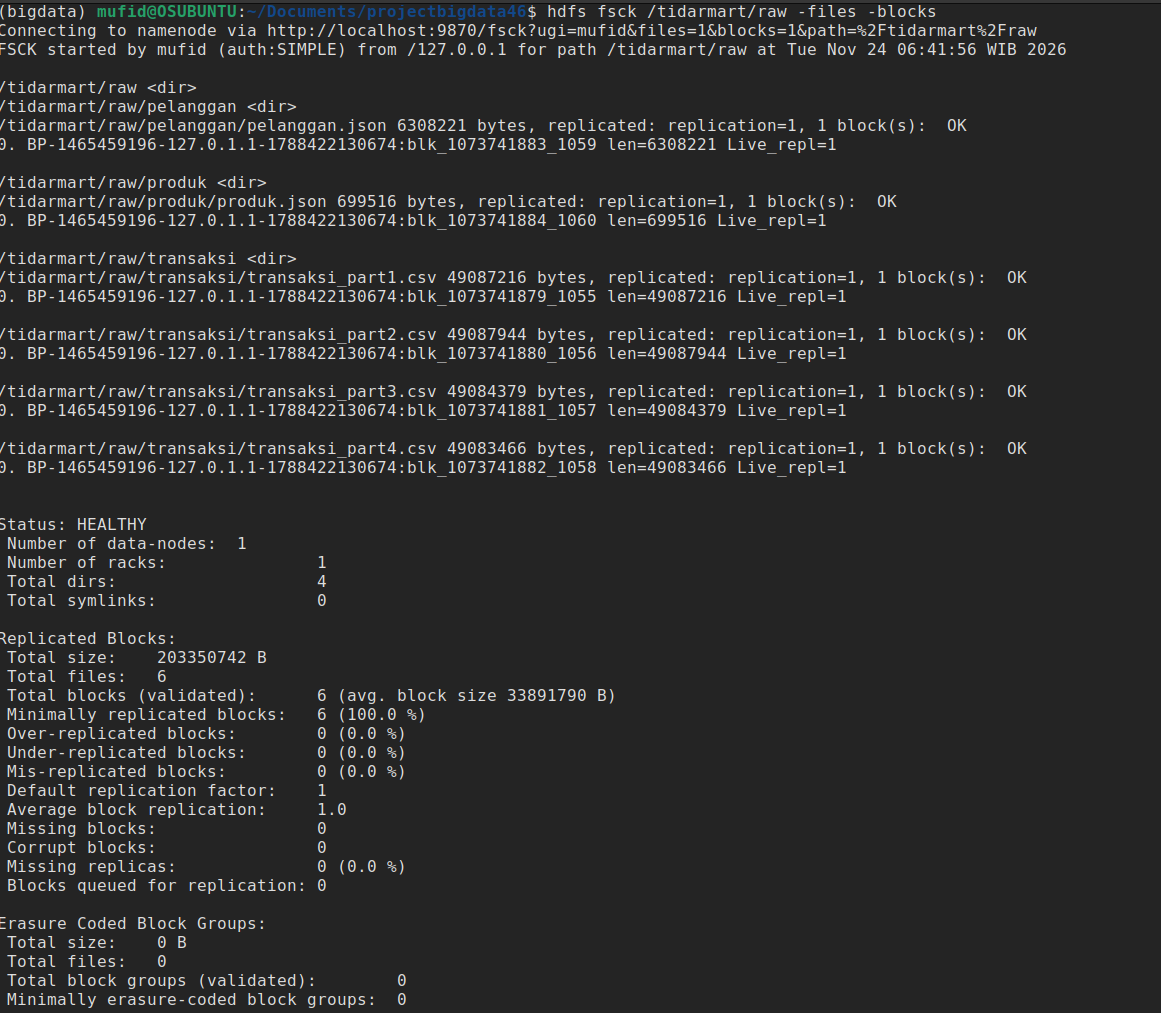 (bigdata) mufid@OSUBUNTU:~/Documents/projectbigdata46$ hdfs fsck /tidarmart/raw -files -blocks
Connecting to namenode via http://localhost:9870/fsck?ugi=mufid&files=1&blocks=1&path=%2Ftidarmart%2Fraw
FSCK started by mufid (auth:SIMPLE) from /127.0.0.1 for path /tidarmart/raw at Tue Nov 24 06:41:56 WIB 2026

/tidarmart/raw <dir>
/tidarmart/raw/pelanggan <dir>
/tidarmart/raw/pelanggan/pelanggan.json 6308221 bytes, replicated: replication=1, 1 block(s):  OK
0. BP-1465459196-127.0.1.1-1788422130674:blk_1073741883_1059 len=6308221 Live_repl=1

/tidarmart/raw/produk <dir>
/tidarmart/raw/produk/produk.json 699516 bytes, replicated: replication=1, 1 block(s):  OK
0. BP-1465459196-127.0.1.1-1788422130674:blk_1073741884_1060 len=699516 Live_repl=1

/tidarmart/raw/transaksi <dir>
/tidarmart/raw/transaksi/transaksi_part1.csv 49087216 bytes, replicated: replication=1, 1 block(s):  OK
0. BP-1465459196-127.0.1.1-1788422130674:blk_1073741879_1055 len=49087216 Live_repl=1

/tidarmart/raw/transaksi/transaksi_part2.csv 49087944 bytes, replicated: replication=1, 1 block(s):  OK
0. BP-1465459196-127.0.1.1-1788422130674:blk_1073741880_1056 len=49087944 Live_repl=1

/tidarmart/raw/transaksi/transaksi_part3.csv 49084379 bytes, replicated: replication=1, 1 block(s):  OK
0. BP-1465459196-127.0.1.1-1788422130674:blk_1073741881_1057 len=49084379 Live_repl=1

/tidarmart/raw/transaksi/transaksi_part4.csv 49083466 bytes, replicated: replication=1, 1 block(s):  OK
0. BP-1465459196-127.0.1.1-1788422130674:blk_1073741882_1058 len=49083466 Live_repl=1


Status: HEALTHY
 Number of data-nodes:  1
 Number of racks:               1
 Total dirs:                    4
 Total symlinks:                0

Replicated Blocks:
 Total size:    203350742 B
 Total files:   6
 Total blocks (validated):      6 (avg. block size 33891790 B)
 Minimally replicated blocks:   6 (100.0 %)
 Over-replicated blocks:        0 (0.0 %)
 Under-replicated blocks:       0 (0.0 %)
 Mis-replicated blocks:         0 (0.0 %)
 Default replication factor:    1
 Average block replication:     1.0
 Missing blocks:                0
 Corrupt blocks:                0
 Missing replicas:              0 (0.0 %)
 Blocks queued for replication: 0

Erasure Coded Block Groups:
 Total size:    0 B
 Total files:   0
 Total block groups (validated):        0
 Minimally erasure-coded block groups:  0